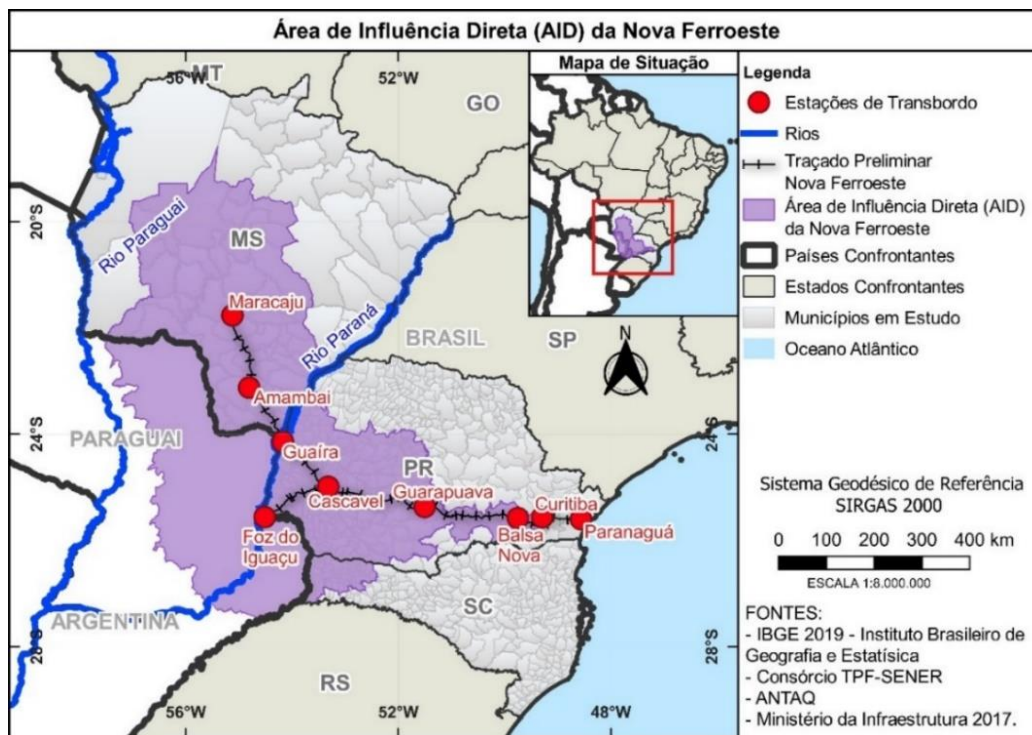 Área de Influência Direta (AID) da Nova Ferroeste
56°W
52°W
MT
GO
Mapa de Situação
20°S
Rio Paraguai
MS
Maracaju
Rio Paraná
BRASIL
SP
N
Amambai
24°S
24°S
PARAGUAI
Guaíra
PR
Cascavel
Guarapuava
Curitiba
Foz do
Iguaçu
Balsa
Nova
Paranaguá
ARGENTINA
SC
28°S
28°S
RS
56°W
52°W
48°W
Legenda
Estações de Transbordo
Rios
Traçado Preliminar
Nova Ferroeste
Área de Influência Direta (AID)
da Nova Ferroeste
Países Confrontantes
Estados Confrontantes
Municípios em Estudo
Oceano Atlântico
Sistema Geodésico de Referência
SIRGAS 2000
0 100 200 300 400 km
ESCALA 1:8.000.000
FONTES:
- IBGE 2019 - Instituto Brasileiro de
Geografia e Estatísica
- Consórcio TPF-SENER
- ANTAQ
- Ministério da Infraestrutura 2017.